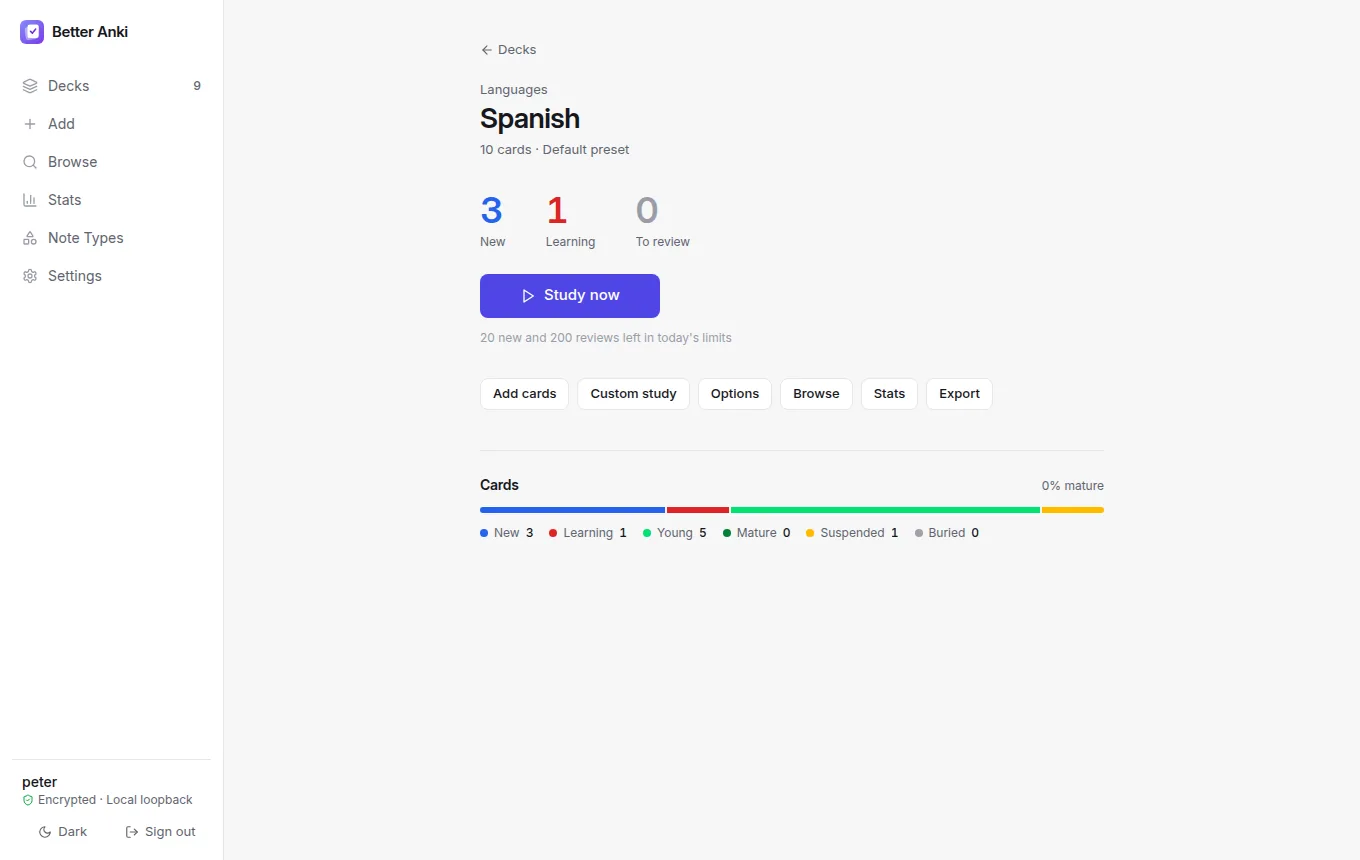 Better Anki
Decks 9
Add
Browse
Stats
Note Types
Settings
peter
Encrypted · Local loopback
Dark Sign out
Decks
Languages
Spanish
10 cards · Default preset
3 1 0
New Learning To review
Study now
20 new and 200 reviews left in today's limits
Add cards Custom study Options Browse Stats Export
Cards 0% mature
New 3 Learning 1 Young 5 Mature 0 Suspended 1 Buried 0